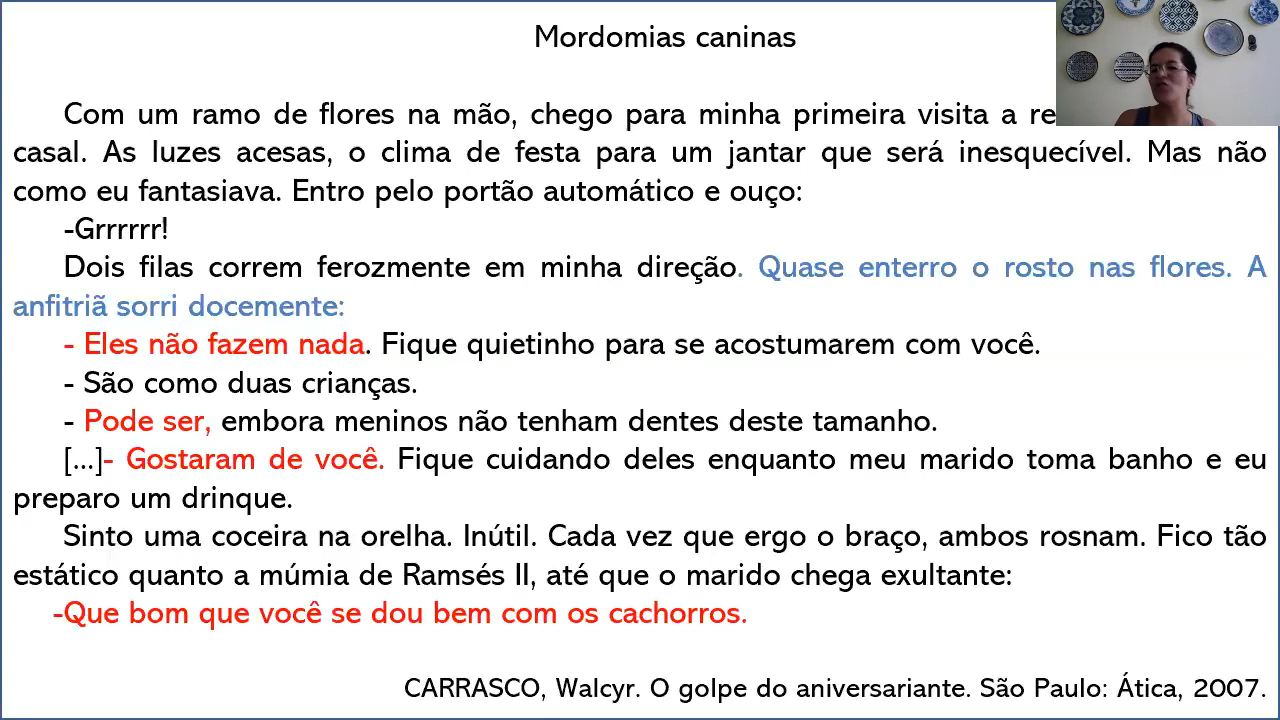 Mordomias caninas
Com um ramo de flores na mão, chego para minha primeira visita a
casal. As luzes acesas, o clima de festa para um jantar que será inesquecível. Mas não
como eu fantasiava. Entro pelo portão automático e ouço:
-Grrrrrr!
Dois filas correm ferozmente em minha direção. Quase enterro o rosto nas flores. A
anfitriã sorri docemente:
- Eles não fazem nada. Fique quietinho para se acostumarem com você.
- São como duas crianças.
- Pode ser, embora meninos não tenham dentes deste tamanho.
[...]- Gostaram de você. Fique cuidando deles enquanto meu marido toma banho e eu
preparo um drinque.
Sinto uma coceira na orelha. Inútil. Cada vez que ergo o braço, ambos rosnam. Fico tão
estático quanto a múmia de Ramsés II, até que o marido chega exultante:
-Que bom que você se dou bem com os cachorros.
CARRASCO, Walcyr. O golpe do aniversariante. São Paulo: Ática, 2007.